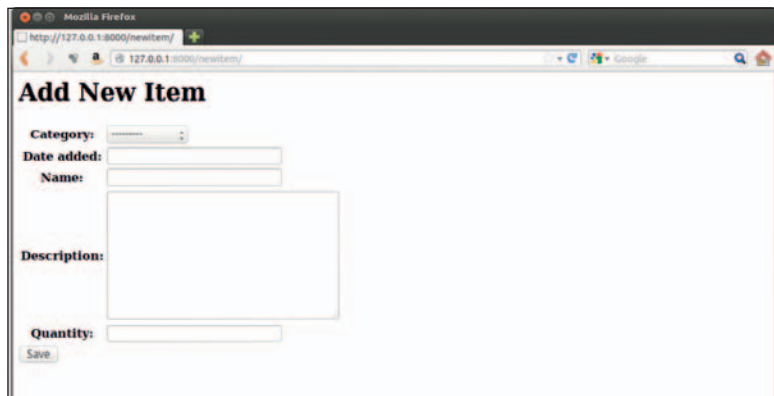 Mozilla Firefox
http://127.0.0.1:8000/newitem/
127.0.0.1:8000/newitem/
Google
Add New Item
Category: ---------
Date added:
Name:
Description:
Quantity:
Save